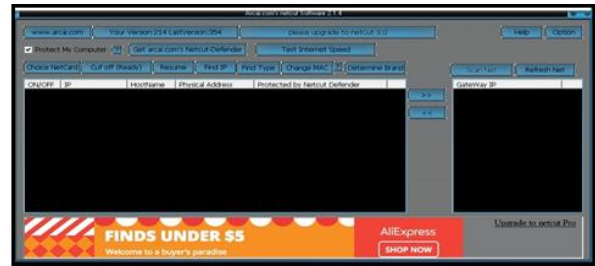 Arcai.com's netcut Software 2.1.4
www.arcai.com Your Version:214 Lastversion:354 please upgrade to netcut 3.0 Help Option
Protect My Computer ? Get arcai.com's Netcut-Defender Test Internet Speed
Choice NetCard Cut off (Ready) Resume Find IP Find Type Change MAC ? Determine Brand Scan Net Refresh Net
ON/OFF IP HostName Physical Address Protected by Netcut Defender GateWay IP
>>
<<
FINDS UNDER $5
Welcome to a buyer's paradise
AliExpress
SHOP NOW
Upgrade to netcut Pro